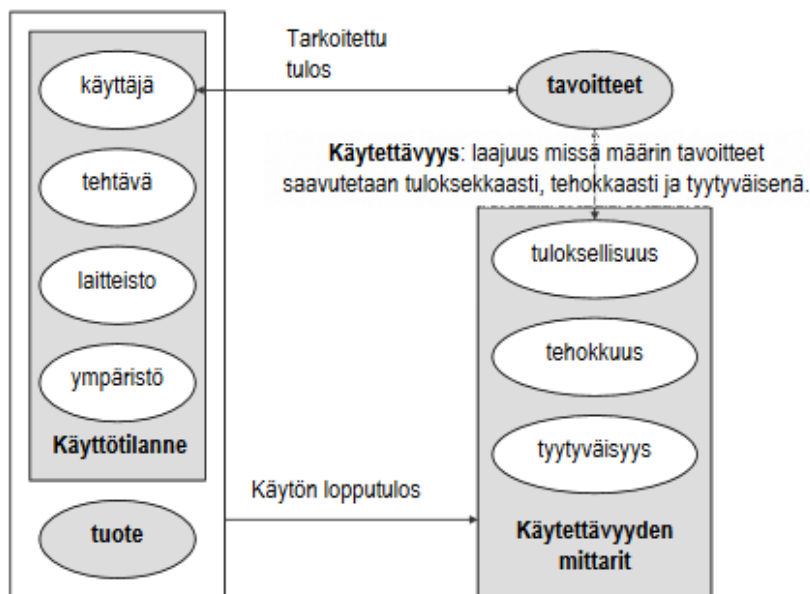 käyttäjä
tehtävä
laitteisto
ympäristö
Käyttötilanne
tuote
Tarkoitettu
tulos
tavoitteet
Käytettävyys: laajuus missä määrin tavoitteet
saavutetaan tuloksekkaasti, tehokkaasti ja tyytyväisenä.
tuloksellisuus
tehokkuus
tyytyväisyys
Käytön lopputulos
Käytettävyyden
mittarit